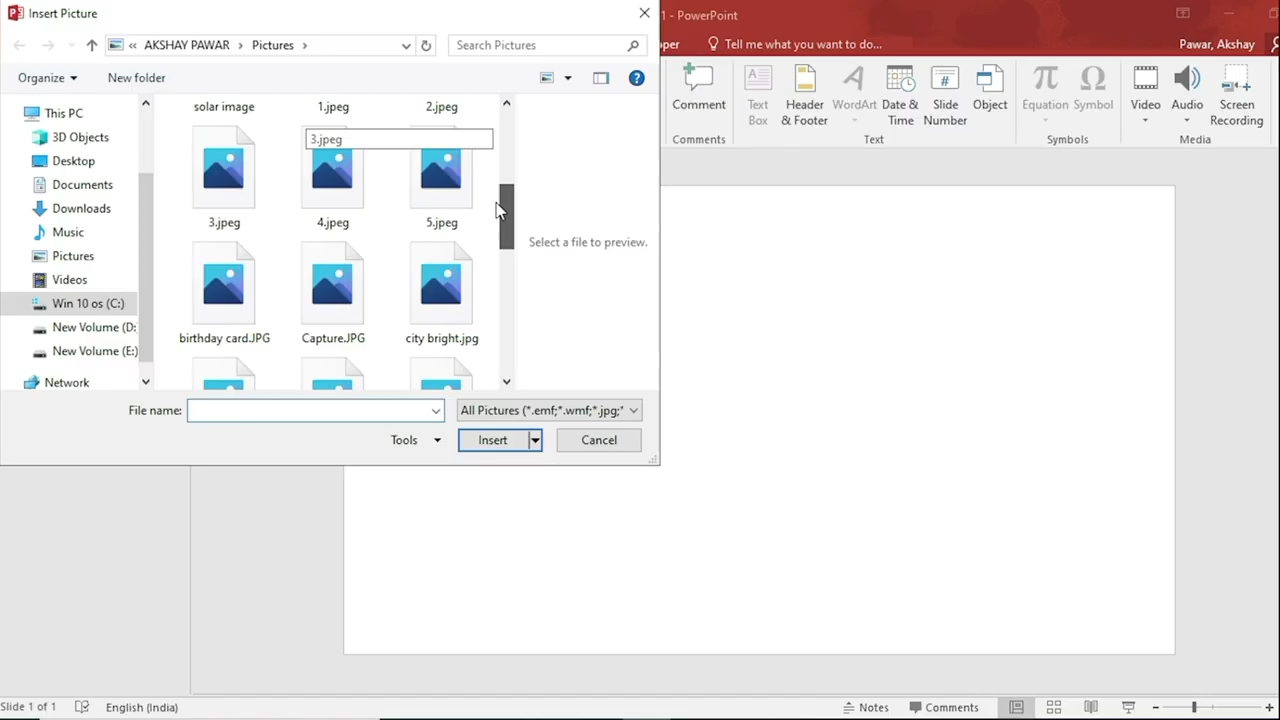 Insert Picture
AKSHAY PAWAR > Pictures >
Search Pictures
Organize
New folder
This PC
3D Objects
Desktop
Documents
Downloads
Music
Pictures
Videos
Win 10 os (C:)
New Volume (D:
New Volume (E:)
Network
solar image
1.jpeg
2.jpeg
3.jpeg
3.jpeg
4.jpeg
5.jpeg
birthday card.JPG
Capture.JPG
city bright.jpg
Select a file to preview.
File name:
All Pictures (*.emf;*.wmf;*.jpg;*
Tools
Insert
Cancel
1 - PowerPoint
oper
Tell me what you want to do...
Pawar, Akshay
Comment
Text
Box
Header
& Footer
WordArt
Date &
Time
Slide
Number
Object
Equation
Symbol
Video
Audio
Screen
Recording
Comments
Text
Symbols
Media
Slide 1 of 1
English (India)
Notes
Comments